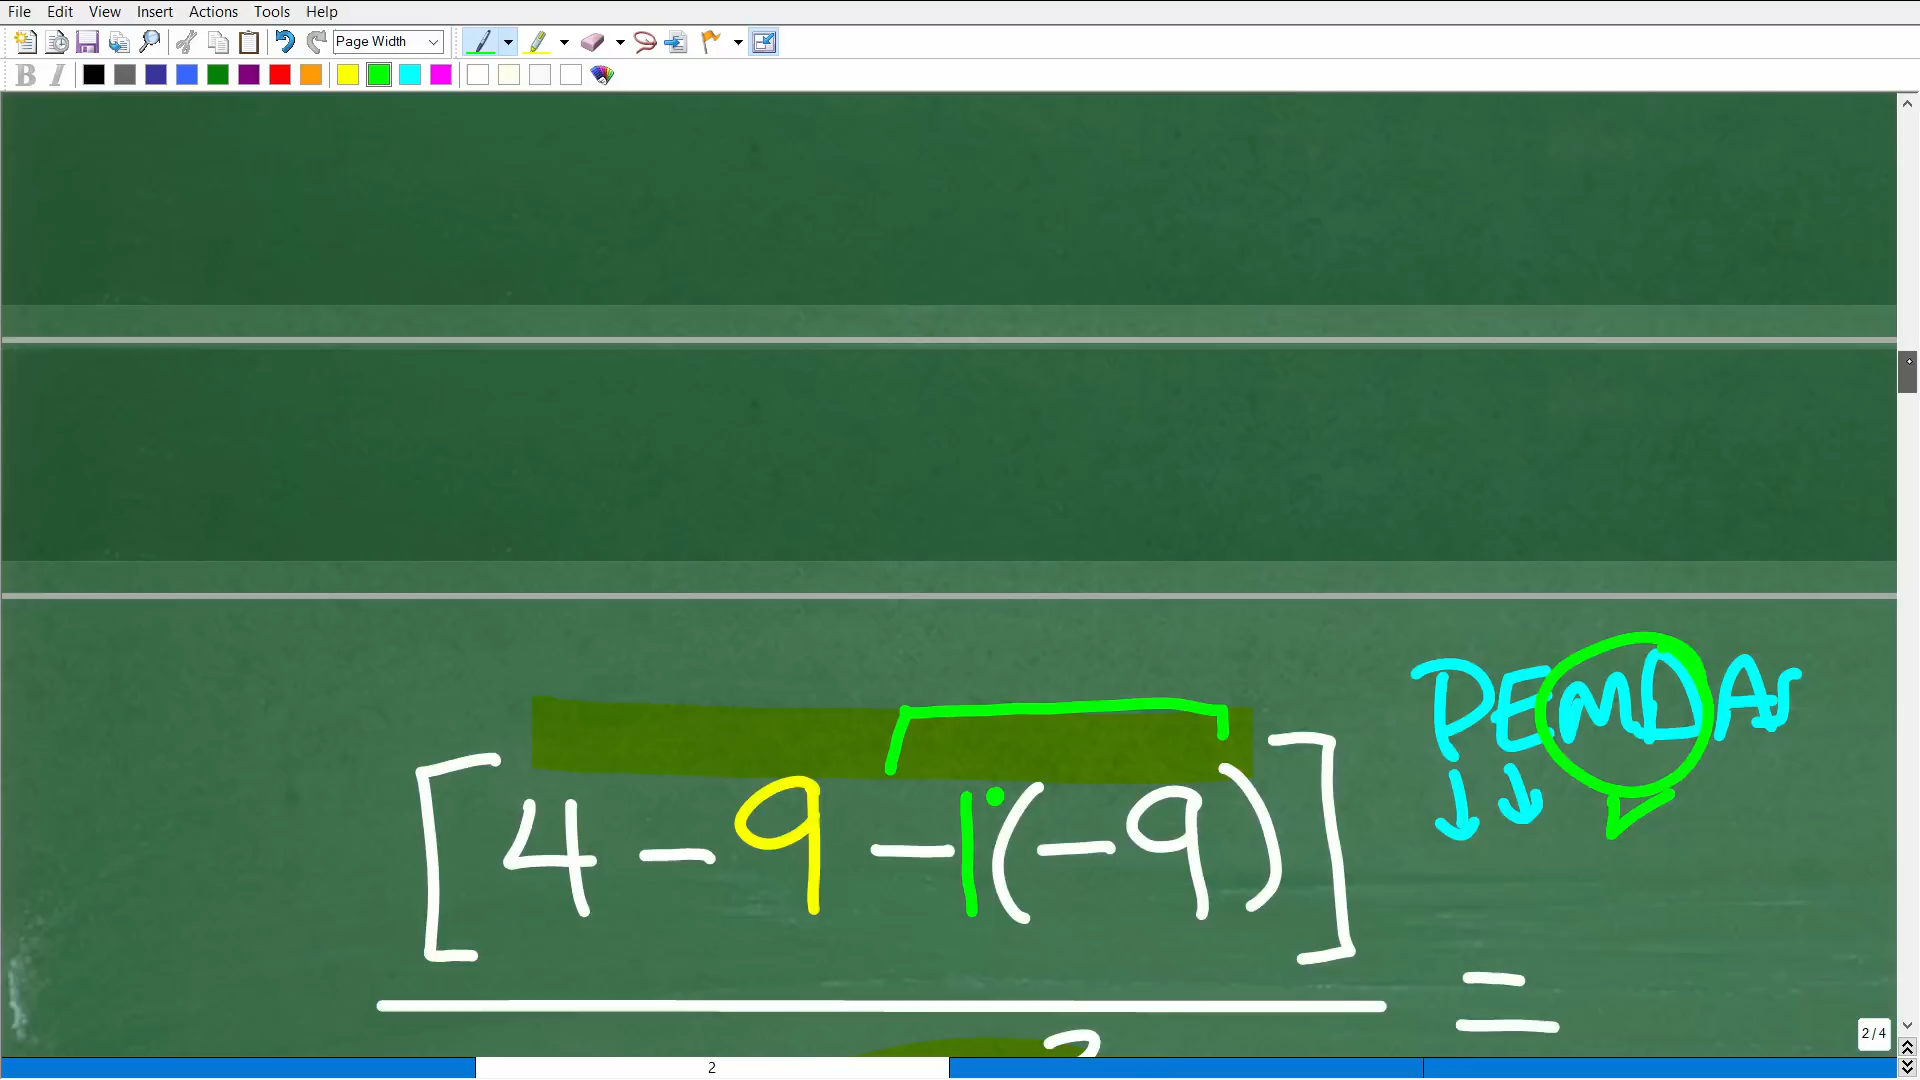 File Edit View Insert Actions Tools Help
Page Width
B I
PEMDAS
[4 - 9 - 1·(-9)]
=
2 / 4
2